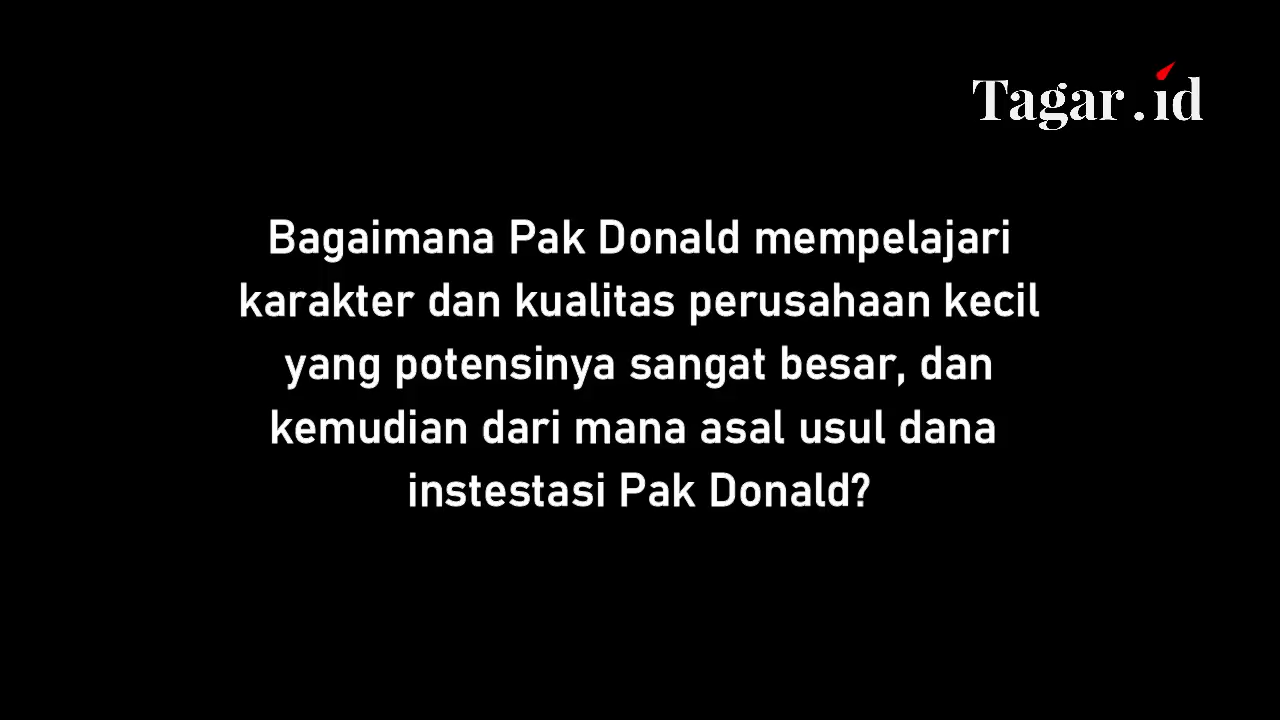 Tagar.id
Bagaimana Pak Donald mempelajari
karakter dan kualitas perusahaan kecil
yang potensinya sangat besar, dan
kemudian dari mana asal usul dana
instestasi Pak Donald?